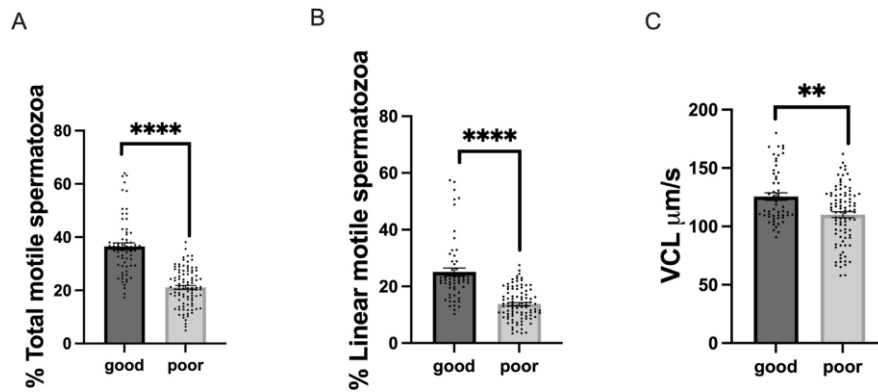 A
% Total motile spermatozoa
80
60
40
20
0
****
good poor
B
% Linear motile spermatozoa
80
60
40
20
0
****
good poor
C
VCL μm/s
200
150
100
50
0
**
good poor